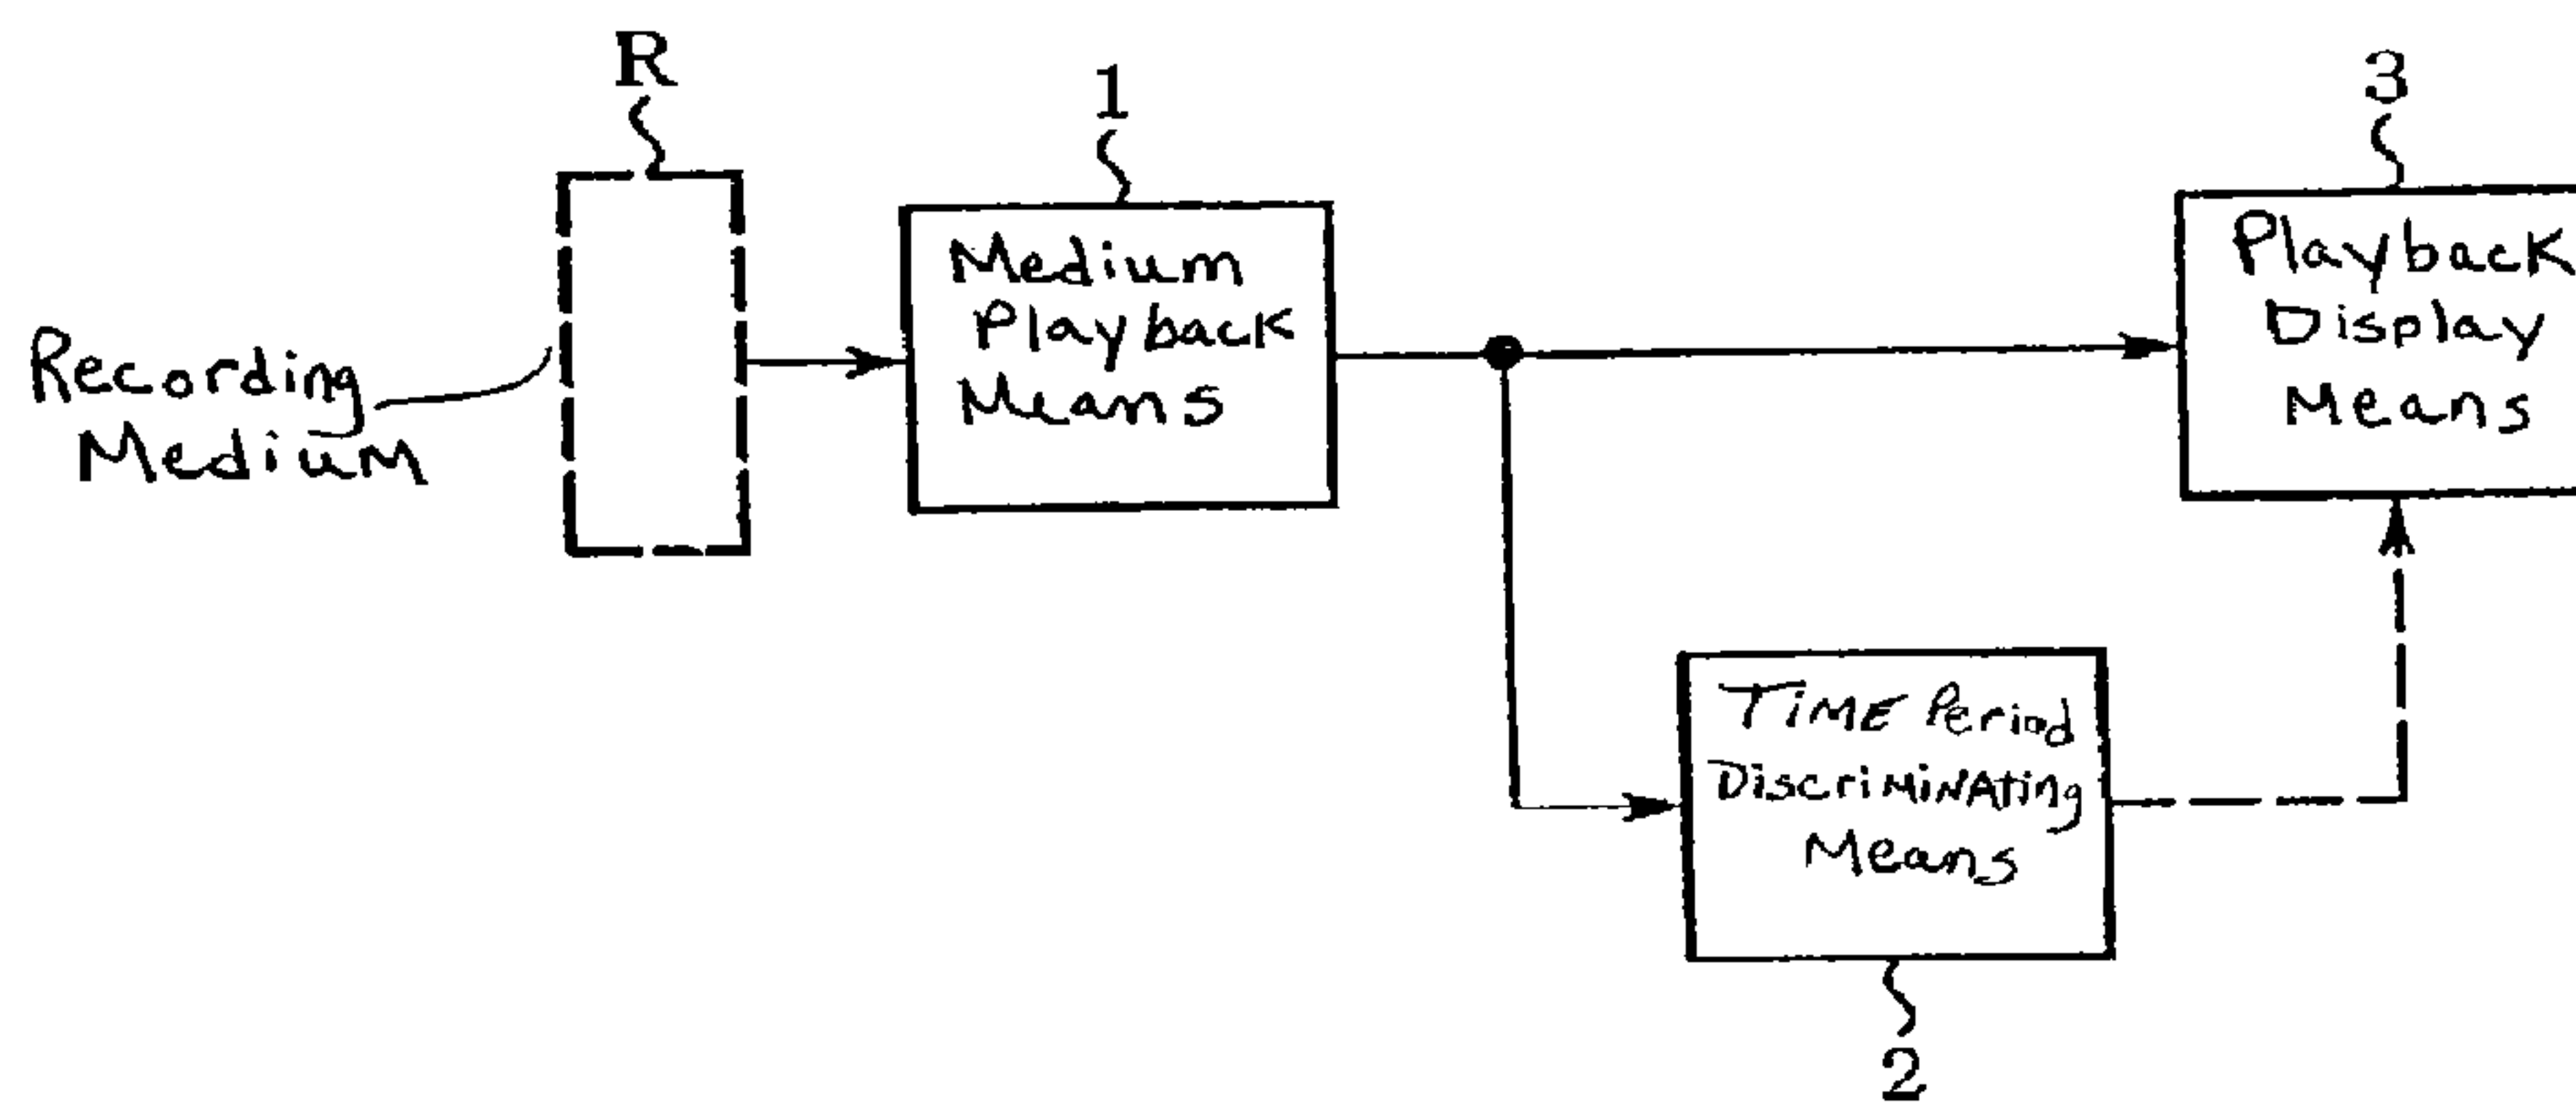 R
1
3
Recording
Medium
Medium
Playback
Means
Playback
Display
Means
TIME Period
Discriminating
Means
2